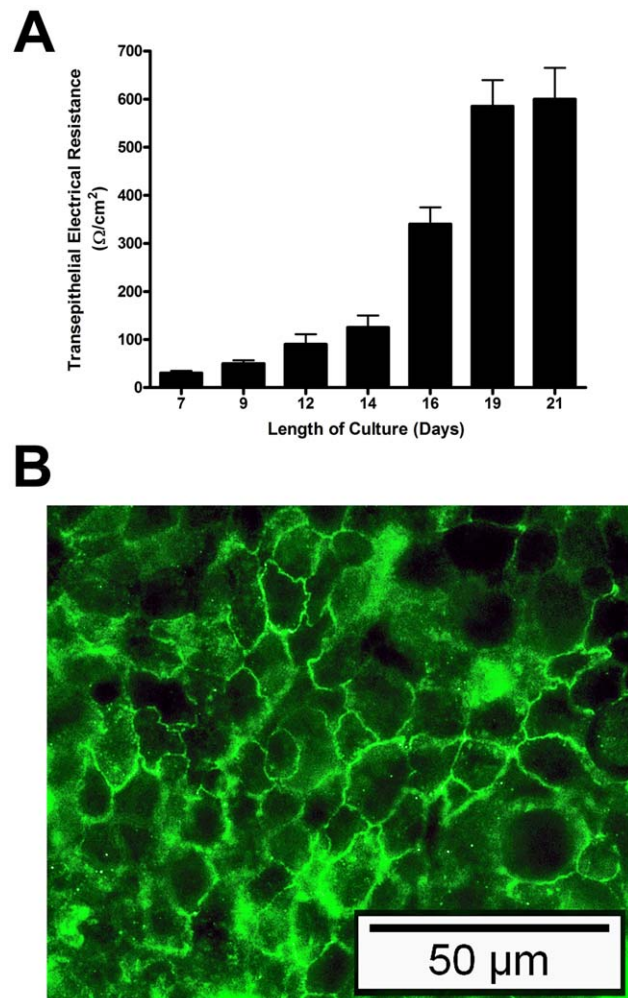 A
Transepithelial Electrical Resistance
(Ω/cm²)
700
600
500
400
300
200
100
0
7 9 12 14 16 19 21
Length of Culture (Days)
B
50 µm